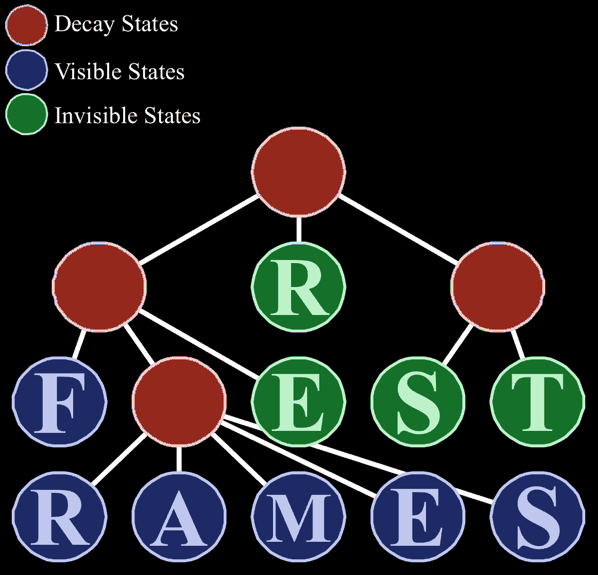 Decay States
Visible States
Invisible States
R
F E S T
R A M E S